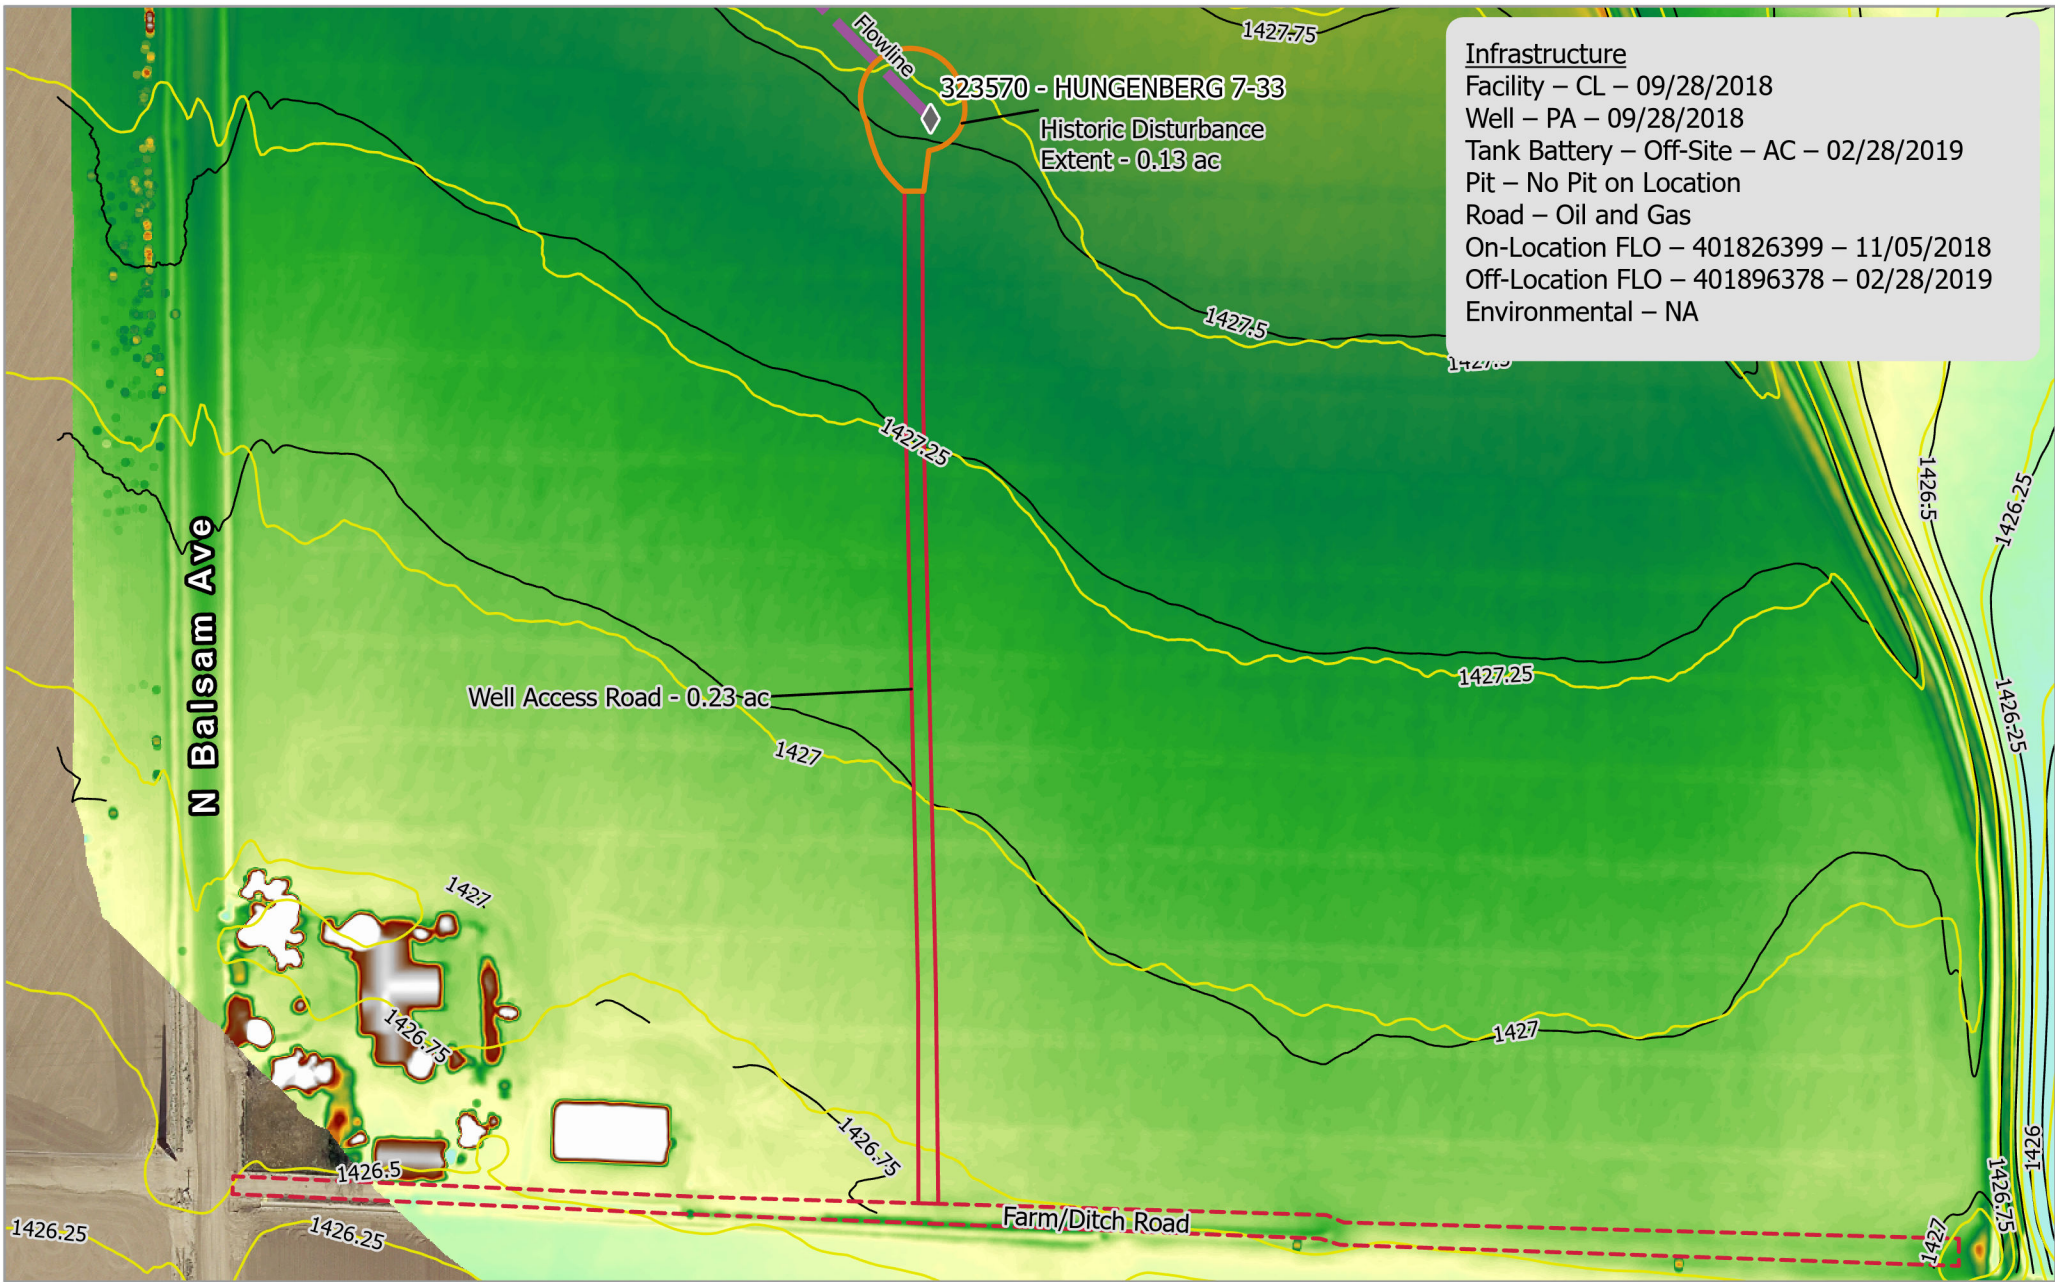 1427.75
Infrastructure
Facility – CL – 09/28/2018
Well – PA – 09/28/2018
Tank Battery – Off-Site – AC – 02/28/2019
Pit – No Pit on Location
Road – Oil and Gas
On-Location FLO – 401826399 – 11/05/2018
Off-Location FLO – 401896378 – 02/28/2019
Environmental – NA
Flowline
323570 - HUNGENBERG 7-33
Historic Disturbance
Extent - 0.13 ac
1427.5
1427.5
1427.25
1426.5
1426.25
N Balsam Ave
Well Access Road - 0.23 ac
1427.25
1426.25
1427
1427
1426.75
1427
1426.75
1426
1426.5
1426.75
Farm/Ditch Road
1427
1426.25
1426.25